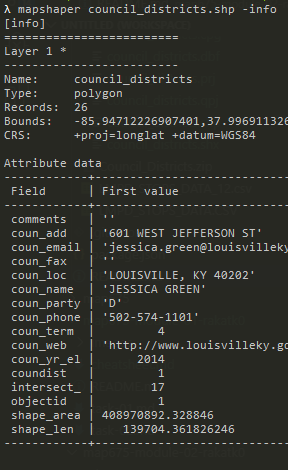 λ mapshaper council_districts.shp -info
[info]
==========================
Layer 1 *
--------------------------
Name:     council_districts
Type:     polygon
Records:  26
Bounds:   -85.94712226907401,37.996911326
CRS:      +proj=longlat +datum=WGS84
Attribute data
------------+-------------------
Field      | First value
------------+-------------------
comments   | ''
coun_add   | '601 WEST JEFFERSON ST'
coun_email | 'jessica.green@louisvilleky
coun_fax   | ''
coun_loc   | 'LOUISVILLE, KY 40202'
coun_name  | 'JESSICA GREEN'
coun_party | 'D'
coun_phone | '502-574-1101'
coun_term  |         4
coun_web   | 'http://www.louisvilleky.go
coun_yr_el |      2014
coundist   |         1
intersect_ |        17
objectid   |         1
shape_area | 408970892.328846
shape_len  |    139704.361826246
------------+-------------------